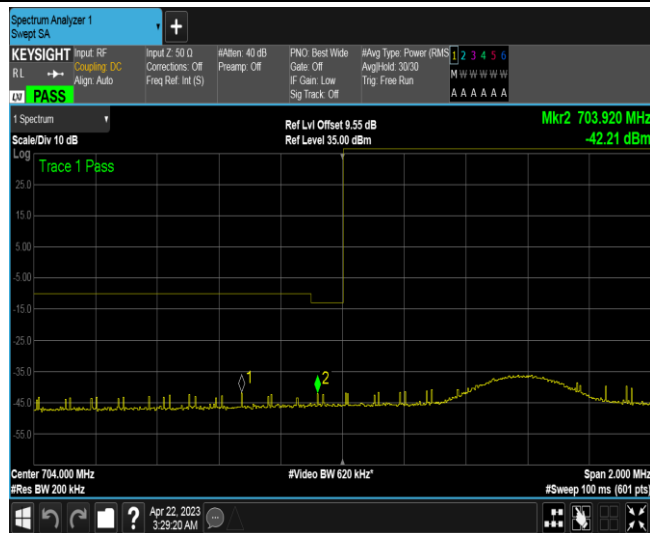 Spectrum Analyzer 1
Swept SA
KEYSIGHT
RL
LXI PASS
Input: RF
Coupling: DC
Align: Auto
Input Z: 50 Ω
Corrections: Off
Freq Ref: Int (S)
#Atten: 40 dB
Preamp: Off
PNO: Best Wide
Gate: Off
IF Gain: Low
Sig Track: Off
#Avg Type: Power (RMS
Avg|Hold: 30/30
Trig: Free Run
1 2 3 4 5 6
M W W W W W
A A A A A A
1 Spectrum
Scale/Div 10 dB
Ref Lvl Offset 9.55 dB
Ref Level 35.00 dBm
Mkr2 703.920 MHz
-42.21 dBm
Log
Trace 1 Pass
25.0
15.0
5.00
-5.00
-15.0
-25.0
-35.0
-45.0
-55.0
1
2
Center 704.000 MHz
#Res BW 200 kHz
#Video BW 620 kHz*
Span 2.000 MHz
#Sweep 100 ms (601 pts)
?
Apr 22, 2023
3:29:20 AM